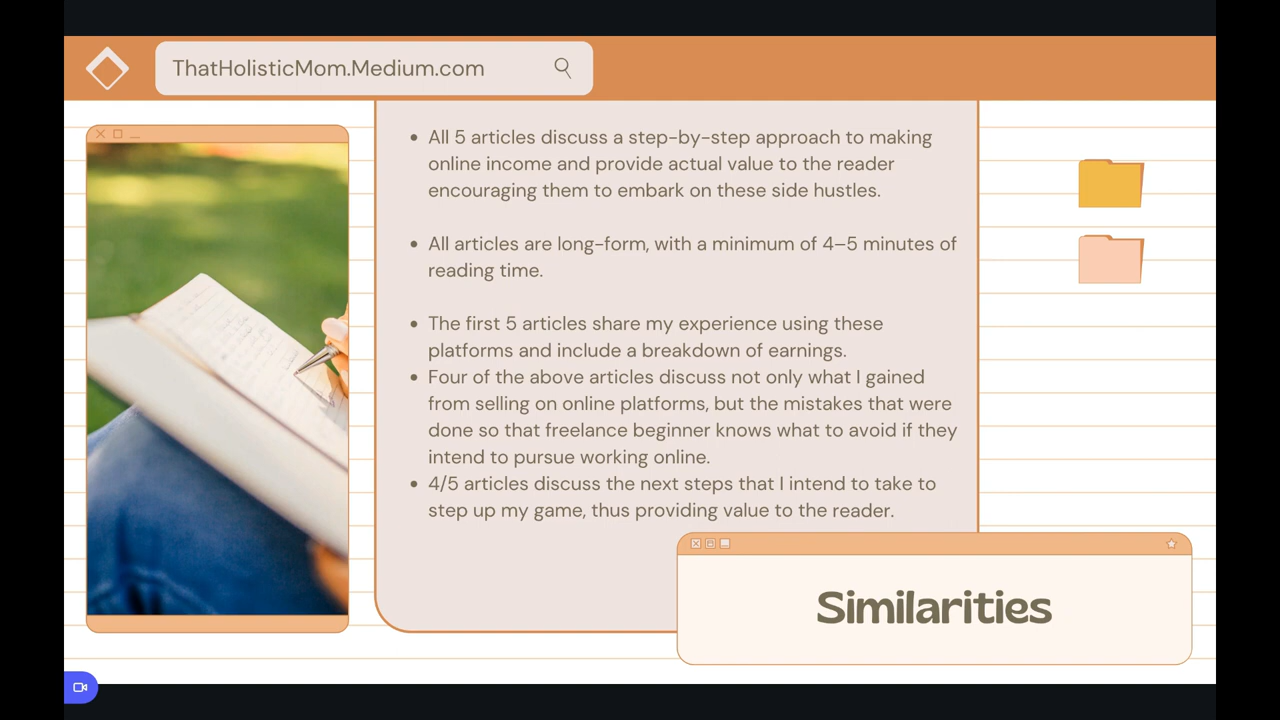 ThatHolisticMom.Medium.com
• All 5 articles discuss a step-by-step approach to making
online income and provide actual value to the reader
encouraging them to embark on these side hustles.
• All articles are long-form, with a minimum of 4–5 minutes of
reading time.
• The first 5 articles share my experience using these
platforms and include a breakdown of earnings.
• Four of the above articles discuss not only what I gained
from selling on online platforms, but the mistakes that were
done so that freelance beginner knows what to avoid if they
intend to pursue working online.
• 4/5 articles discuss the next steps that I intend to take to
step up my game, thus providing value to the reader.
Similarities